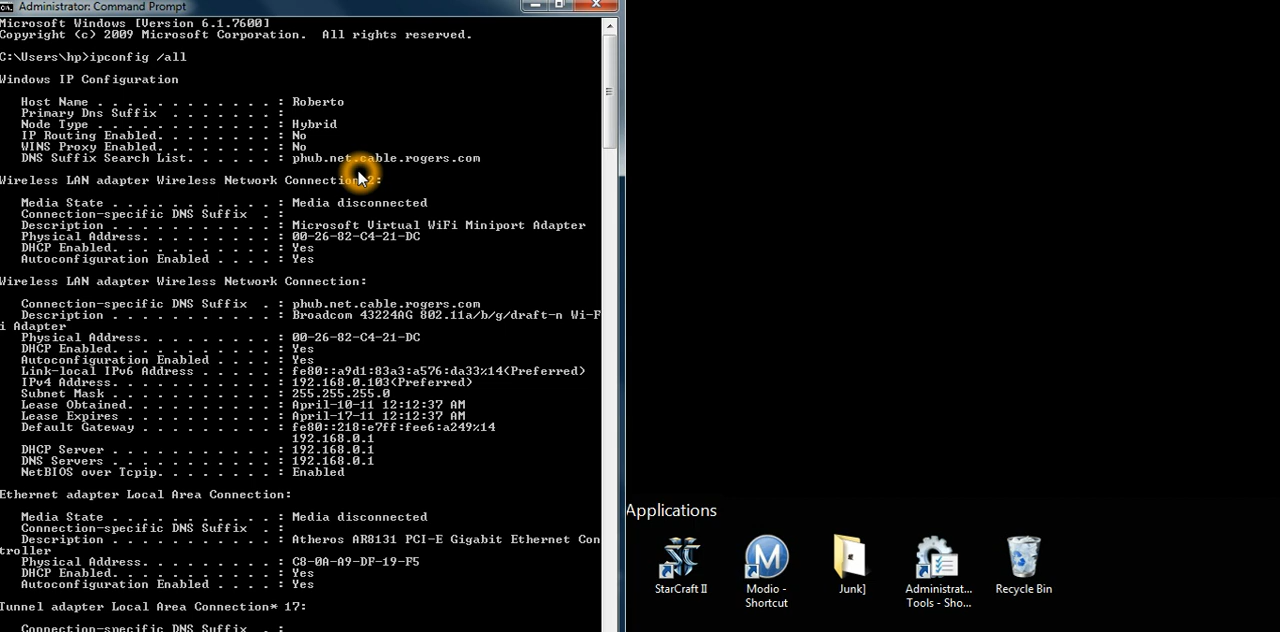 Administrator: Command Prompt
Microsoft Windows [Version 6.1.7600]
Copyright (c) 2009 Microsoft Corporation.  All rights reserved.
C:\Users\hp>ipconfig /all
Windows IP Configuration
Host Name . . . . . . . . . . . . : Roberto
Primary Dns Suffix  . . . . . . . :
Node Type . . . . . . . . . . . . : Hybrid
IP Routing Enabled. . . . . . . . : No
WINS Proxy Enabled. . . . . . . . : No
DNS Suffix Search List. . . . . . : phub.net.cable.rogers.com
Wireless LAN adapter Wireless Network Connection 2:
Media State . . . . . . . . . . . : Media disconnected
Connection-specific DNS Suffix  . :
Description . . . . . . . . . . . : Microsoft Virtual WiFi Miniport Adapter
Physical Address. . . . . . . . . : 00-26-82-C4-21-DC
DHCP Enabled. . . . . . . . . . . : Yes
Autoconfiguration Enabled . . . . : Yes
Wireless LAN adapter Wireless Network Connection:
Connection-specific DNS Suffix  . : phub.net.cable.rogers.com
Description . . . . . . . . . . . : Broadcom 43224AG 802.11a/b/g/draft-n Wi-F
i Adapter
Physical Address. . . . . . . . . : 00-26-82-C4-21-DC
DHCP Enabled. . . . . . . . . . . : Yes
Autoconfiguration Enabled . . . . : Yes
Link-local IPv6 Address . . . . . : fe80::a9d1:83a3:a576:da33%14(Preferred)
IPv4 Address. . . . . . . . . . . : 192.168.0.103(Preferred)
Subnet Mask . . . . . . . . . . . : 255.255.255.0
Lease Obtained. . . . . . . . . . : April-10-11 12:12:37 AM
Lease Expires . . . . . . . . . . : April-17-11 12:12:37 AM
Default Gateway . . . . . . . . . : fe80::218:e7ff:fee6:a249%14
192.168.0.1
DHCP Server . . . . . . . . . . . : 192.168.0.1
DNS Servers . . . . . . . . . . . : 192.168.0.1
NetBIOS over Tcpip. . . . . . . . : Enabled
Ethernet adapter Local Area Connection:
Media State . . . . . . . . . . . : Media disconnected
Connection-specific DNS Suffix  . :
Description . . . . . . . . . . . : Atheros AR8131 PCI-E Gigabit Ethernet Con
troller
Physical Address. . . . . . . . . : C8-0A-A9-DF-19-F5
DHCP Enabled. . . . . . . . . . . : Yes
Autoconfiguration Enabled . . . . : Yes
Tunnel adapter Local Area Connection* 17:
Connection-specific DNS Suffix  . :
Applications
StarCraft II
Modio -
Shortcut
Junk]
Administrat...
Tools - Sho...
Recycle Bin